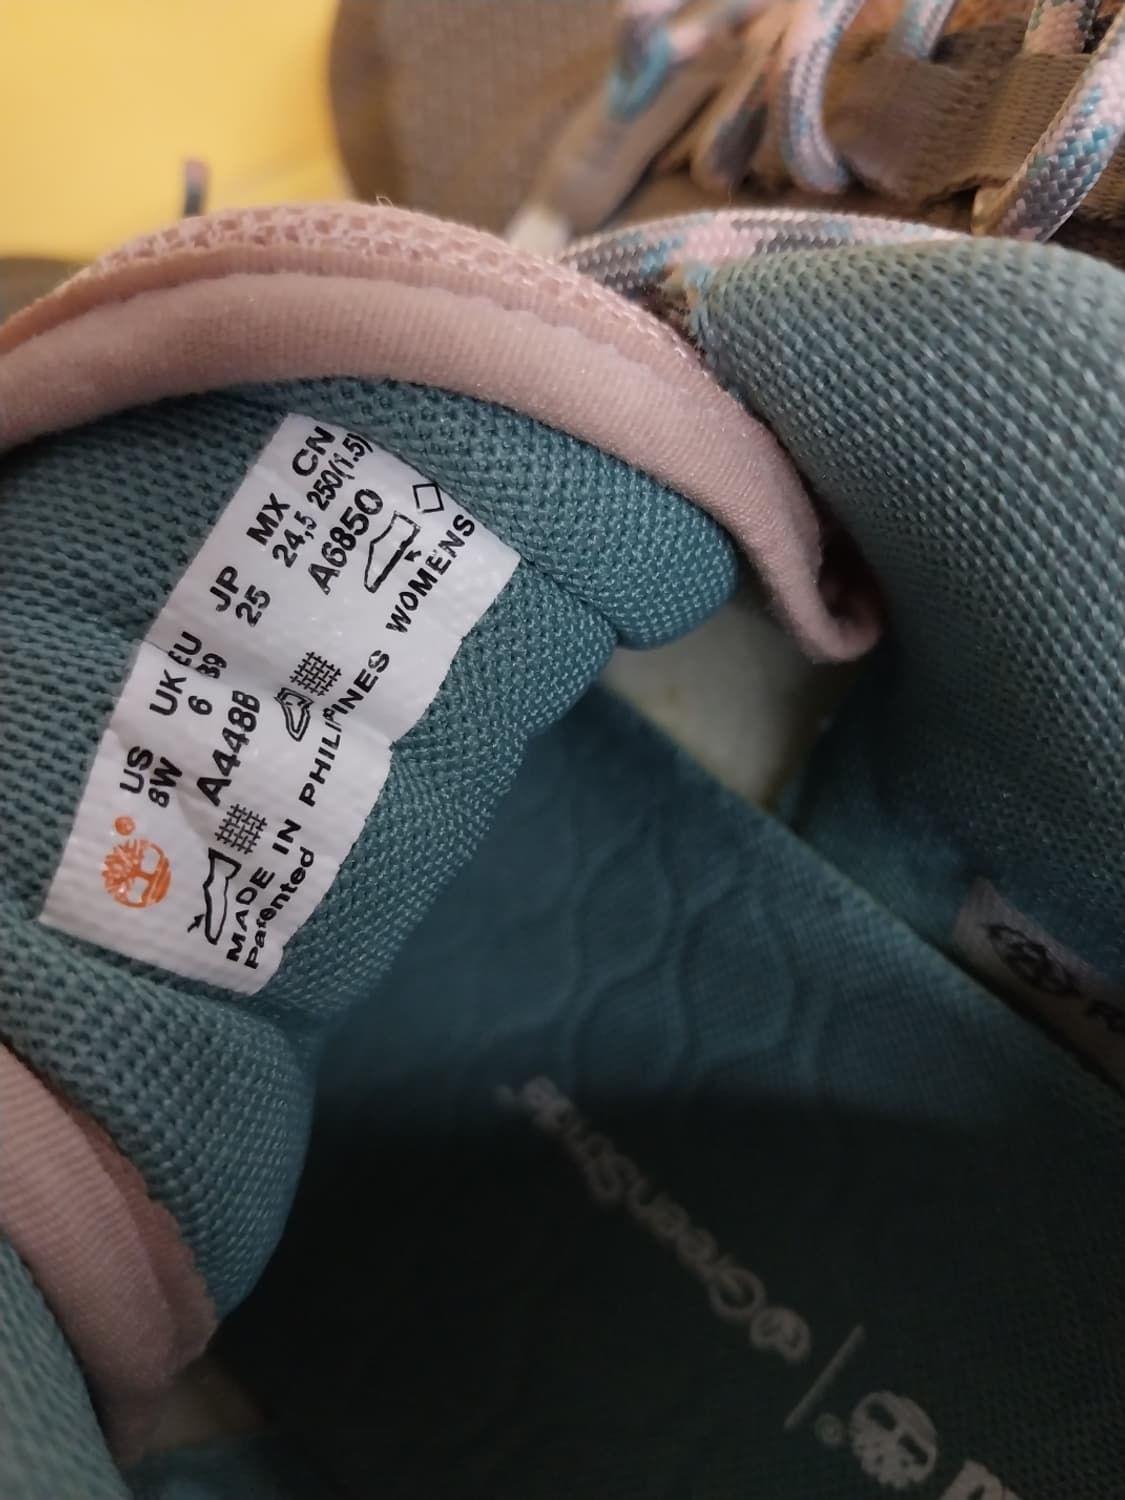 US UK EU JP MX CN
8W 6 39 25 24,5 250(1.5)
A448B A6850
MADE IN PHILIPPINES WOMENS
Patented
GreenStride